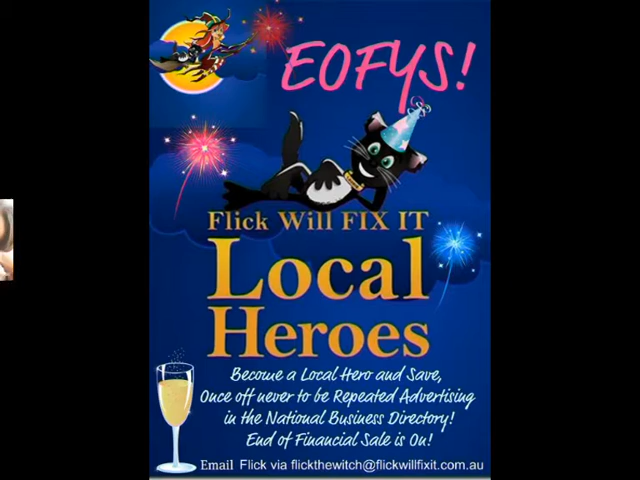 EOFYS!
Flick Will FIX IT
Local
Heroes
Become a Local Hero and Save,
Once off never to be Repeated Advertising
in the National Business Directory!
End of Financial Sale is On!
Email Flick via flickthewitch@flickwillfixit.com.au